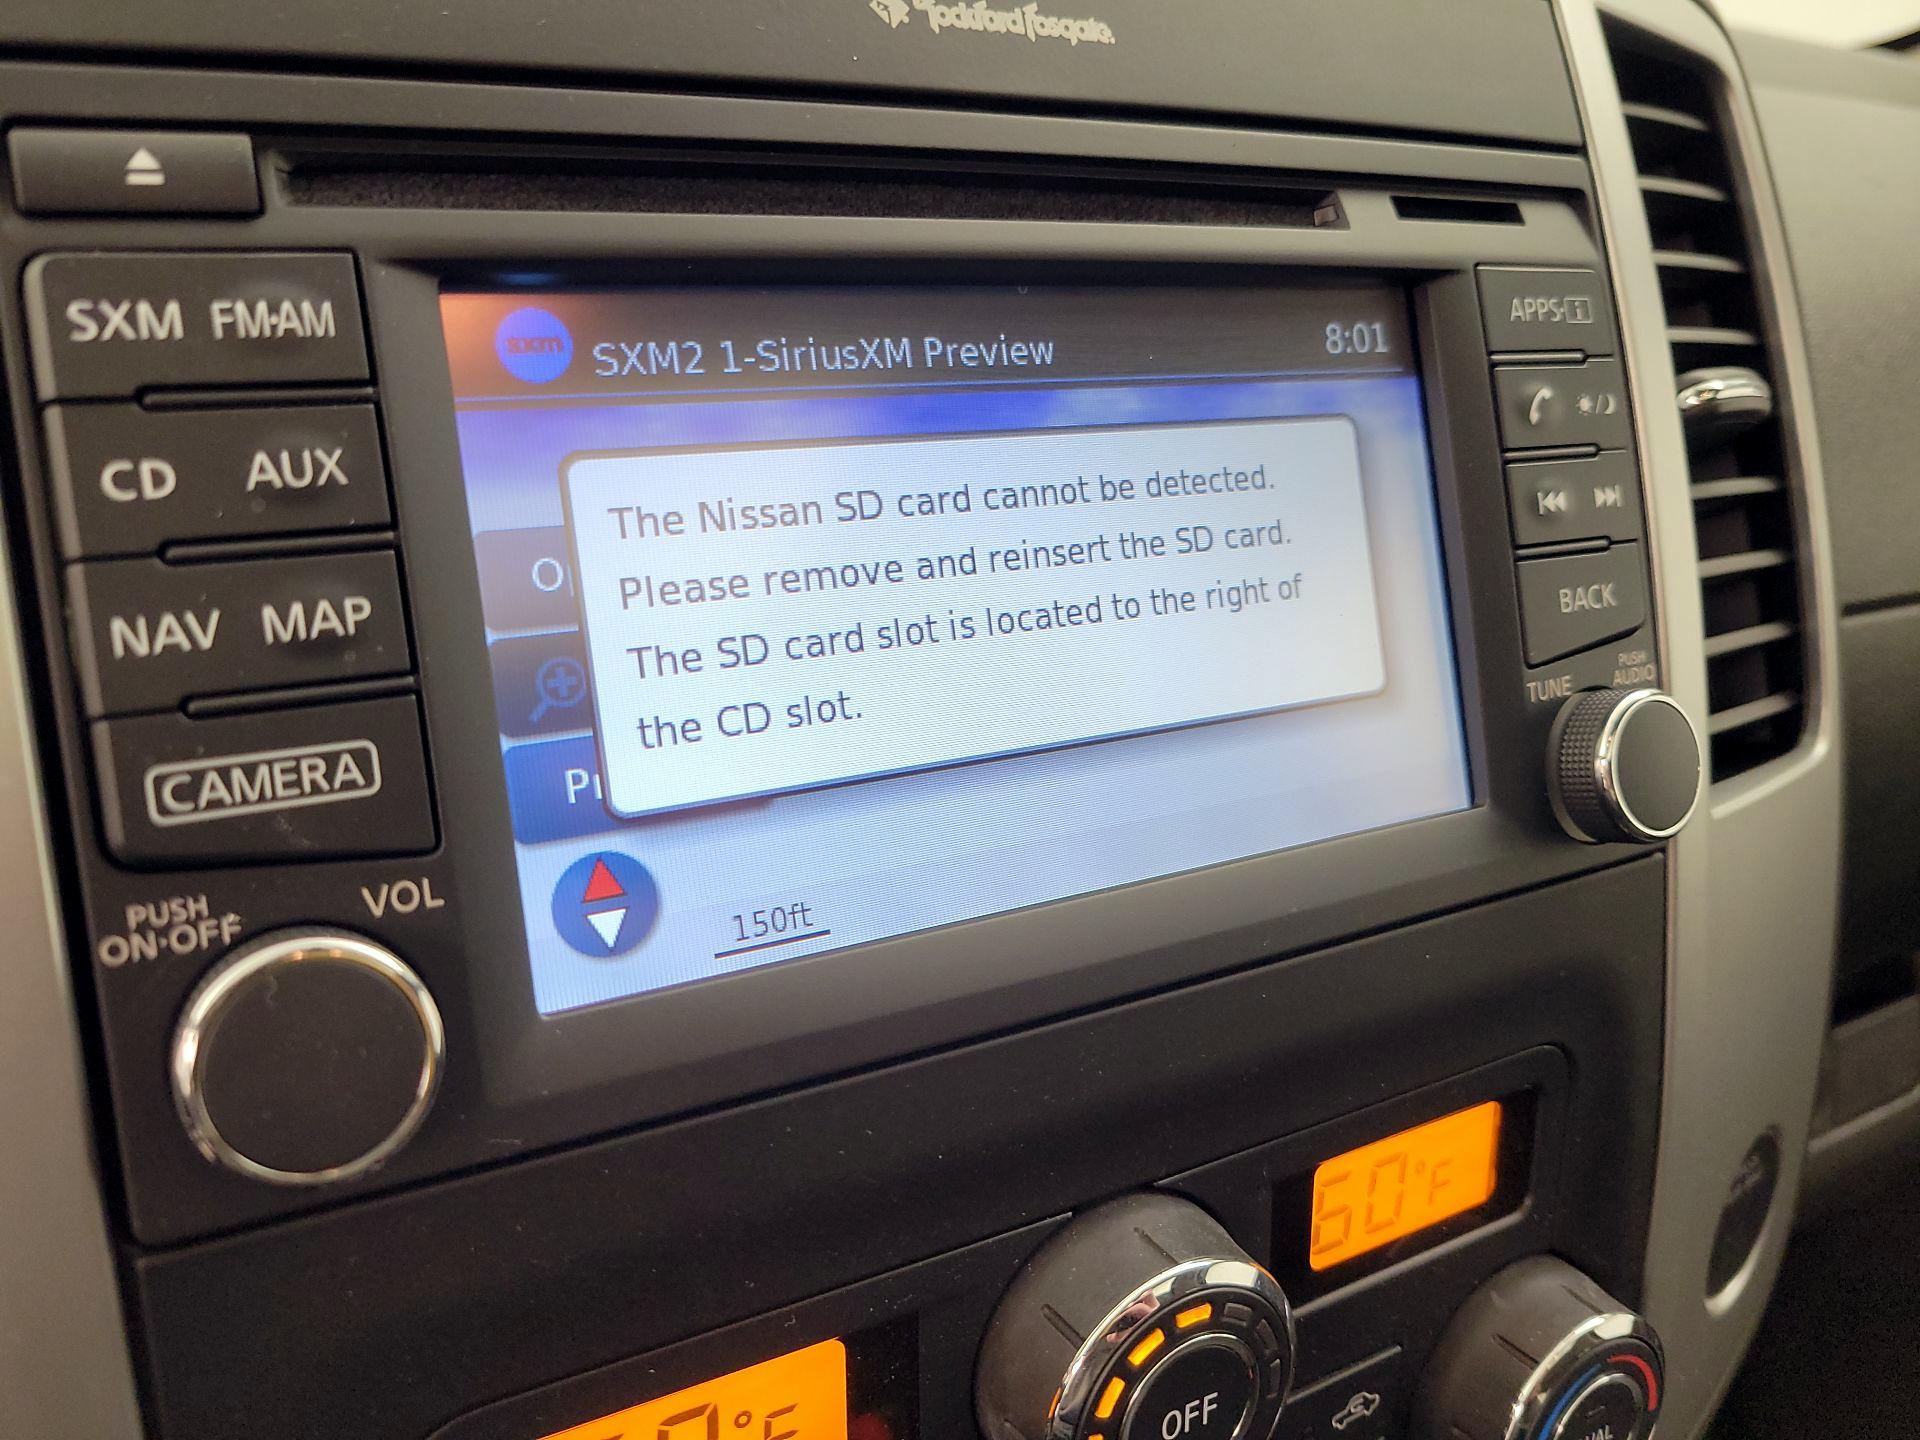 Rockford Fosgate.
SXM FM·AM
CD AUX
NAV MAP
CAMERA
PUSH
ON·OFF
VOL
sxm
SXM2 1-SiriusXM Preview
8:01
The Nissan SD card cannot be detected.
Please remove and reinsert the SD card.
The SD card slot is located to the right of
the CD slot.
150ft
APPS·i
BACK
TUNE
PUSH
AUDIO
60°F
°F
OFF